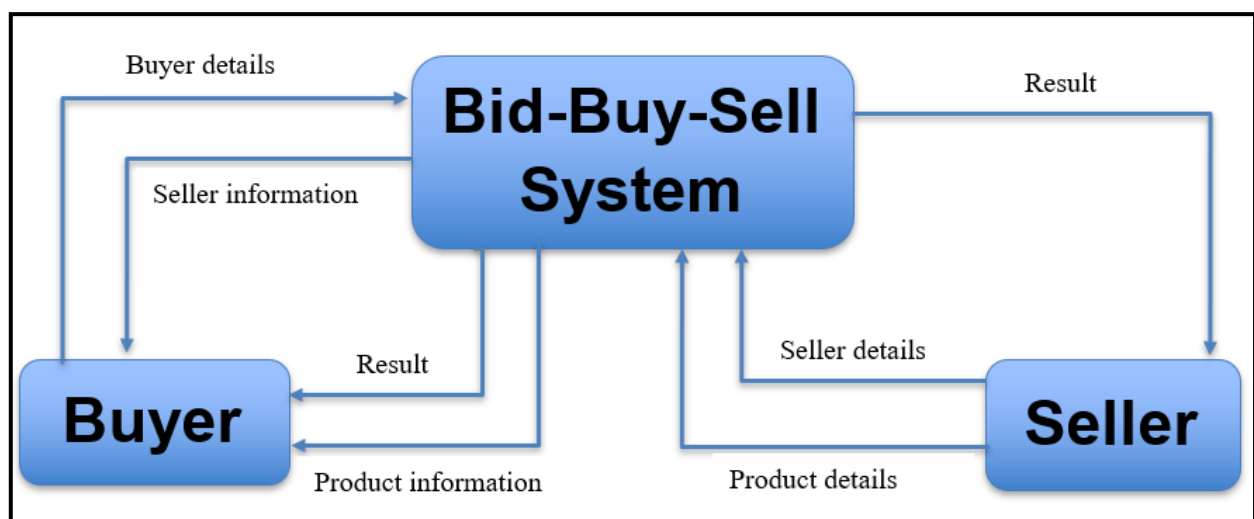 Buyer details
Bid-Buy-Sell
System
Result
Seller information
Result
Seller details
Buyer
Seller
Product information
Product details